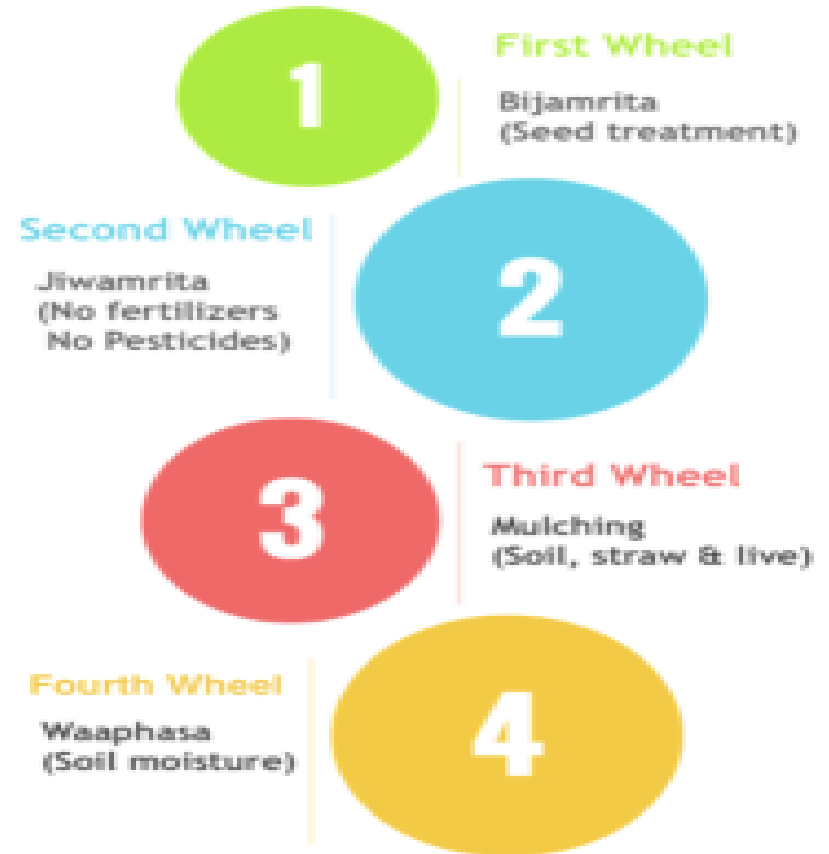 1
First Wheel
Bijamrita
(Seed treatment)
Second Wheel
Jiwamrita
(No fertilizers
No Pesticides)
2
3
Third Wheel
Mulching
(Soil, straw & live)
Fourth Wheel
Waaphasa
(Soil moisture)
4